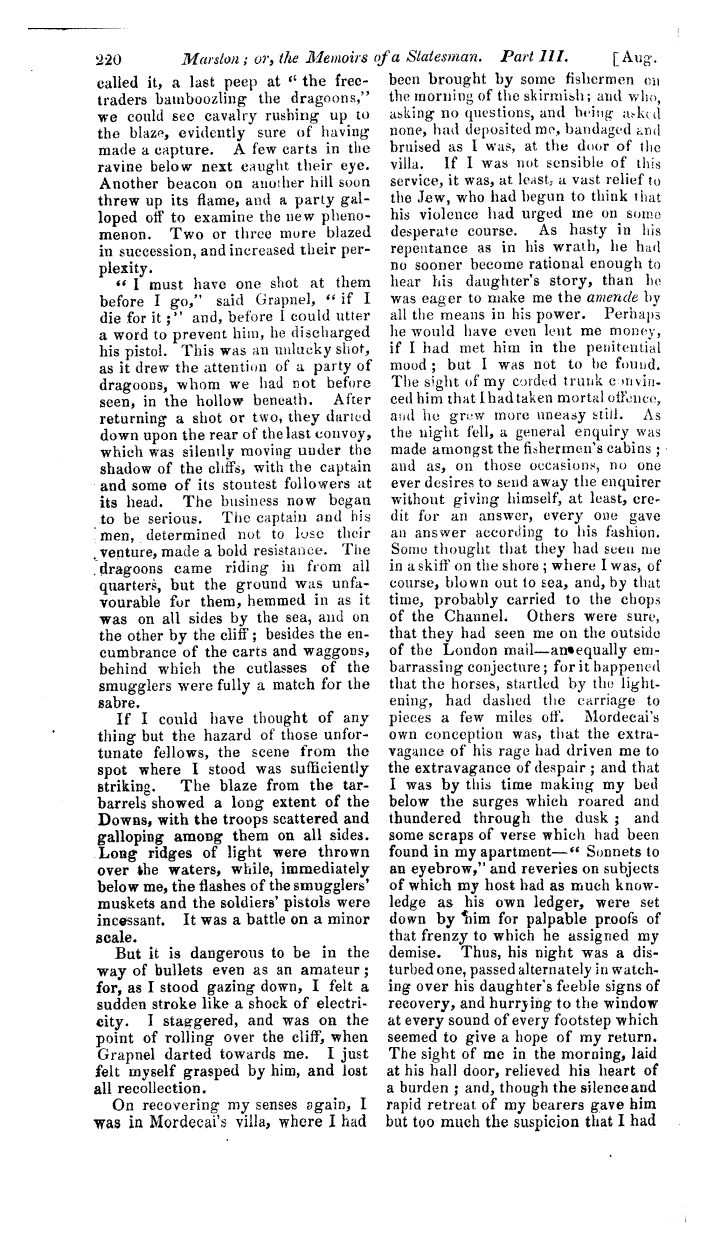 220 Marston; or, the Memoirs of a Statesman. Part III. [Aug.
called it, a last peep at “ the free-
traders bamboozling the dragoons,”
we could see cavalry rushing up to
the blaze, evidently sure of having
made a capture. A few carts in the
ravine below next caught their eye.
Another beacon on another hill soon
threw up its flame, and a party gal-
loped off to examine the new pheno-
menon. Two or three more blazed
in succession, and increased their per-
plexity.
“ I must have one shot at them
before I go,” said Grapnel, “ if I
die for it ;” and, before I could utter
a word to prevent him, he discharged
his pistol. This was an unlucky shot,
as it drew the attention of a party of
dragoons, whom we had not before
seen, in the hollow beneath. After
returning a shot or two, they darted
down upon the rear of the last convoy,
which was silently moving under the
shadow of the cliffs, with the captain
and some of its stoutest followers at
its head. The business now began
to be serious. The captain and his
men, determined not to lose their
venture, made a bold resistance. The
dragoons came riding in from all
quarters, but the ground was unfa-
vourable for them, hemmed in as it
was on all sides by the sea, and on
the other by the cliff ; besides the en-
cumbrance of the carts and waggons,
behind which the cutlasses of the
smugglers were fully a match for the
sabre.
If I could have thought of any
thing but the hazard of those unfor-
tunate fellows, the scene from the
spot where I stood was sufficiently
striking. The blaze from the tar-
barrels showed a long extent of the
Downs, with the troops scattered and
galloping among them on all sides.
Long ridges of light were thrown
over the waters, while, immediately
below me, the flashes of the smugglers’
muskets and the soldiers’ pistols were
incessant. It was a battle on a minor
scale.
But it is dangerous to be in the
way of bullets even as an amateur ;
for, as I stood gazing down, I felt a
sudden stroke like a shock of electri-
city. I staggered, and was on the
point of rolling over the cliff, when
Grapnel darted towards me. I just
felt myself grasped by him, and lost
all recollection.
On recovering my senses again, I
was in Mordecai’s villa, where I had
been brought by some fishermen on
the morning of the skirmish; and who,
asking no questions, and being asked
none, had deposited me, bandaged and
bruised as I was, at the door of the
villa. If I was not sensible of this
service, it was, at least, a vast relief to
the Jew, who had begun to think that
his violence had urged me on some
desperate course. As hasty in his
repentance as in his wrath, he had
no sooner become rational enough to
hear his daughter’s story, than he
was eager to make me the amende by
all the means in his power. Perhaps
he would have even lent me money,
if I had met him in the penitential
mood ; but I was not to be found.
The sight of my corded trunk convin-
ced him that I had taken mortal offence,
and he grew more uneasy still. As
the night fell, a general enquiry was
made amongst the fishermen’s cabins ;
and as, on those occasions, no one
ever desires to send away the enquirer
without giving himself, at least, cre-
dit for an answer, every one gave
an answer according to his fashion.
Some thought that they had seen me
in a skiff on the shore ; where I was, of
course, blown out to sea, and, by that
time, probably carried to the chops
of the Channel. Others were sure,
that they had seen me on the outside
of the London mail—an equally em-
barrassing conjecture ; for it happened
that the horses, startled by the light-
ening, had dashed the carriage to
pieces a few miles off. Mordecai’s
own conception was, that the extra-
vagance of his rage had driven me to
the extravagance of despair ; and that
I was by this time making my bed
below the surges which roared and
thundered through the dusk ; and
some scraps of verse which had been
found in my apartment—“ Sonnets to
an eyebrow,” and reveries on subjects
of which my host had as much know-
ledge as his own ledger, were set
down by him for palpable proofs of
that frenzy to which he assigned my
demise. Thus, his night was a dis-
turbed one, passed alternately in watch-
ing over his daughter’s feeble signs of
recovery, and hurrying to the window
at every sound of every footstep which
seemed to give a hope of my return.
The sight of me in the morning, laid
at his hall door, relieved his heart of
a burden ; and, though the silence and
rapid retreat of my bearers gave him
but too much the suspicion that I had